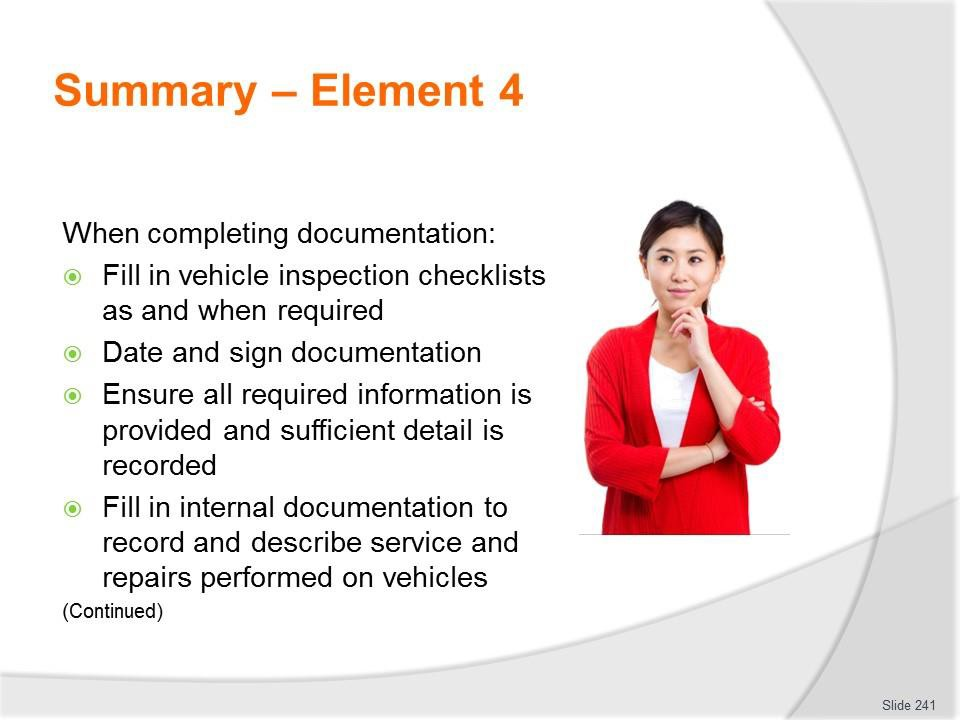 Summary – Element 4
When completing documentation:
Fill in vehicle inspection checklists
as and when required
Date and sign documentation
Ensure all required information is
provided and sufficient detail is
recorded
Fill in internal documentation to
record and describe service and
repairs performed on vehicles
(Continued)
Slide 241